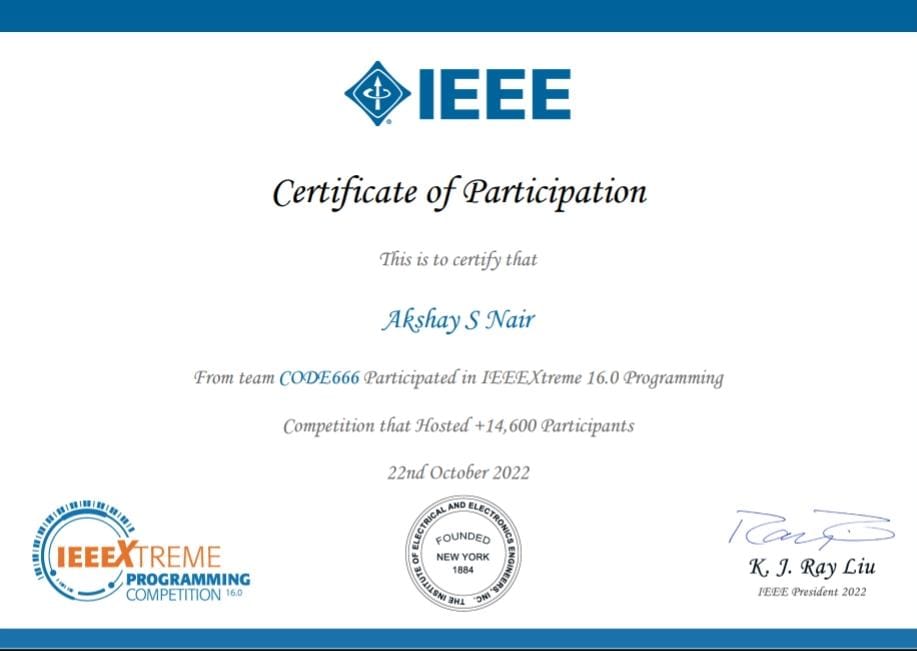 IEEE
Certificate of Participation
This is to certify that
Akshay S Nair
From team CODE666 Participated in IEEEXtreme 16.0 Programming
Competition that Hosted +14,600 Participants
22nd October 2022
IEEEXTREME
PROGRAMMING
COMPETITION 16.0
THE INSTITUTE OF ELECTRICAL AND ELECTRONICS ENGINEERS, INC.
FOUNDED
NEW YORK
1884
K. J. Ray Liu
IEEE President 2022